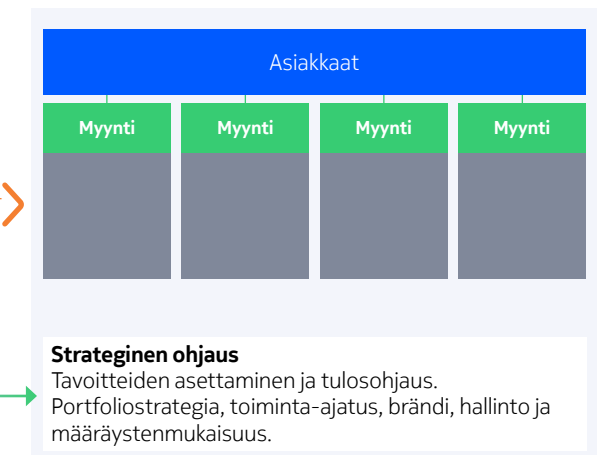 Asiakkaat
Myynti Myynti Myynti Myynti
Strateginen ohjaus
Tavoitteiden asettaminen ja tulosohjaus.
Portfoliostrategia, toiminta-ajatus, brändi, hallinto ja
määräystenmukaisuus.